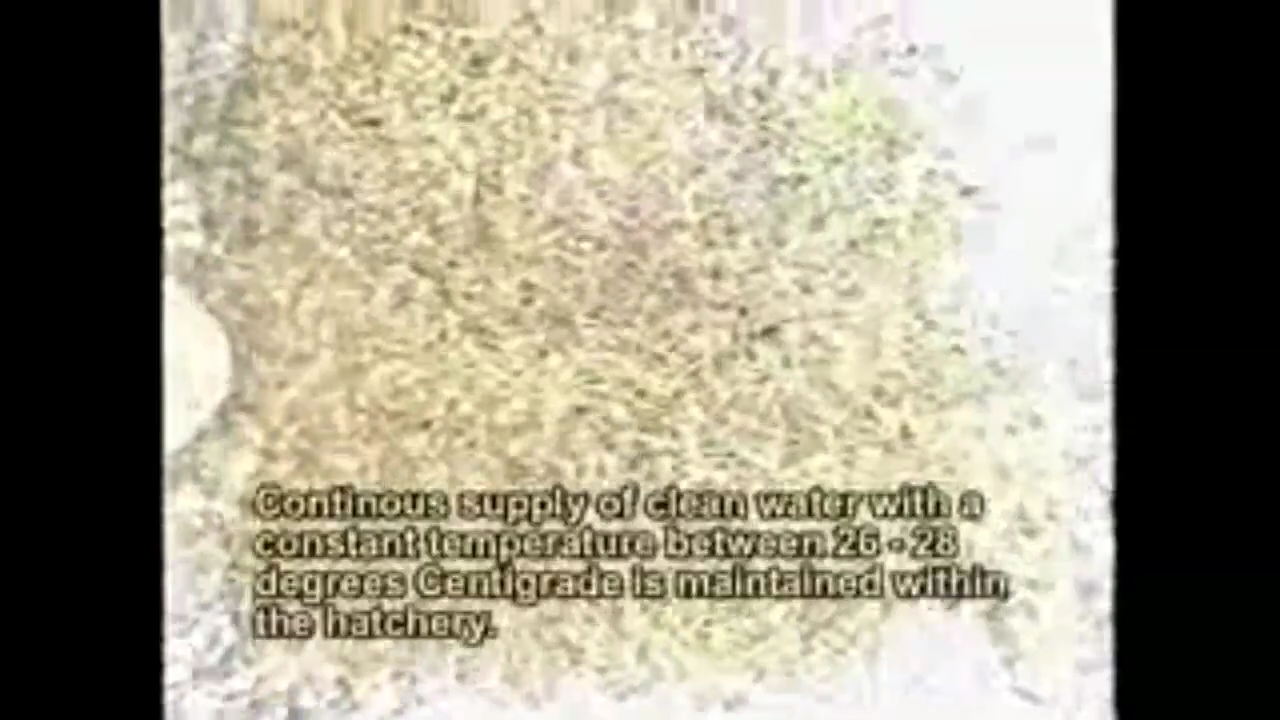 Continous supply of clean water with a
constant temperature between 26 - 28
degrees Centigrade is maintained within
the hatchery.